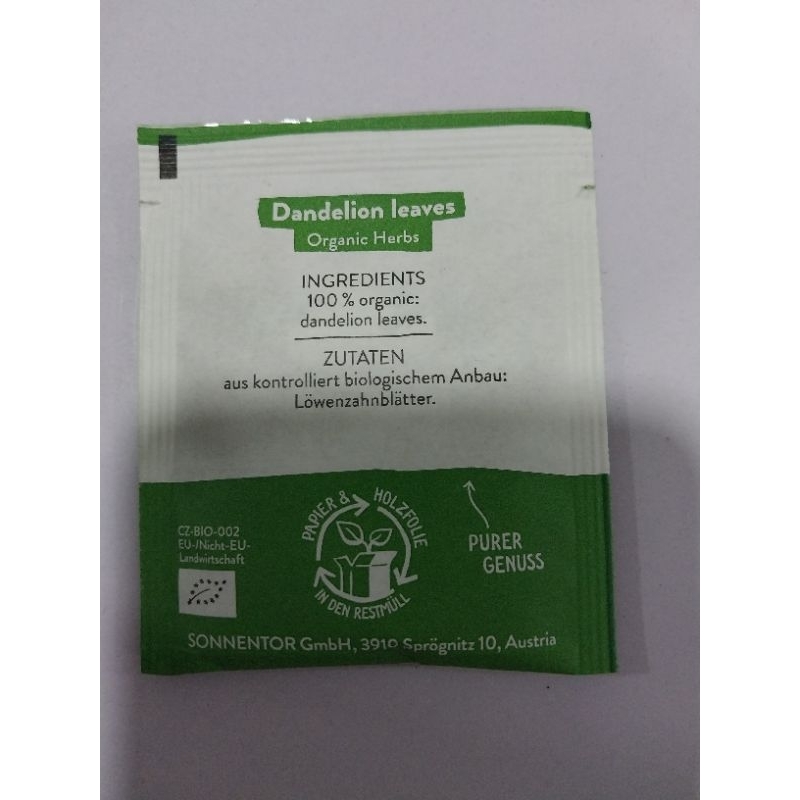 Dandelion leaves
Organic Herbs
INGREDIENTS
100 % organic:
dandelion leaves.
ZUTATEN
aus kontrolliert biologischem Anbau:
Löwenzahnblätter.
CZ-BIO-002
EU-/Nicht-EU-
Landwirtschaft
PAPIER & HOLZFOLIE
IN DEN RESTMÜLL
PURER
GENUSS
SONNENTOR GmbH, 3910 Sprögnitz 10, Austria